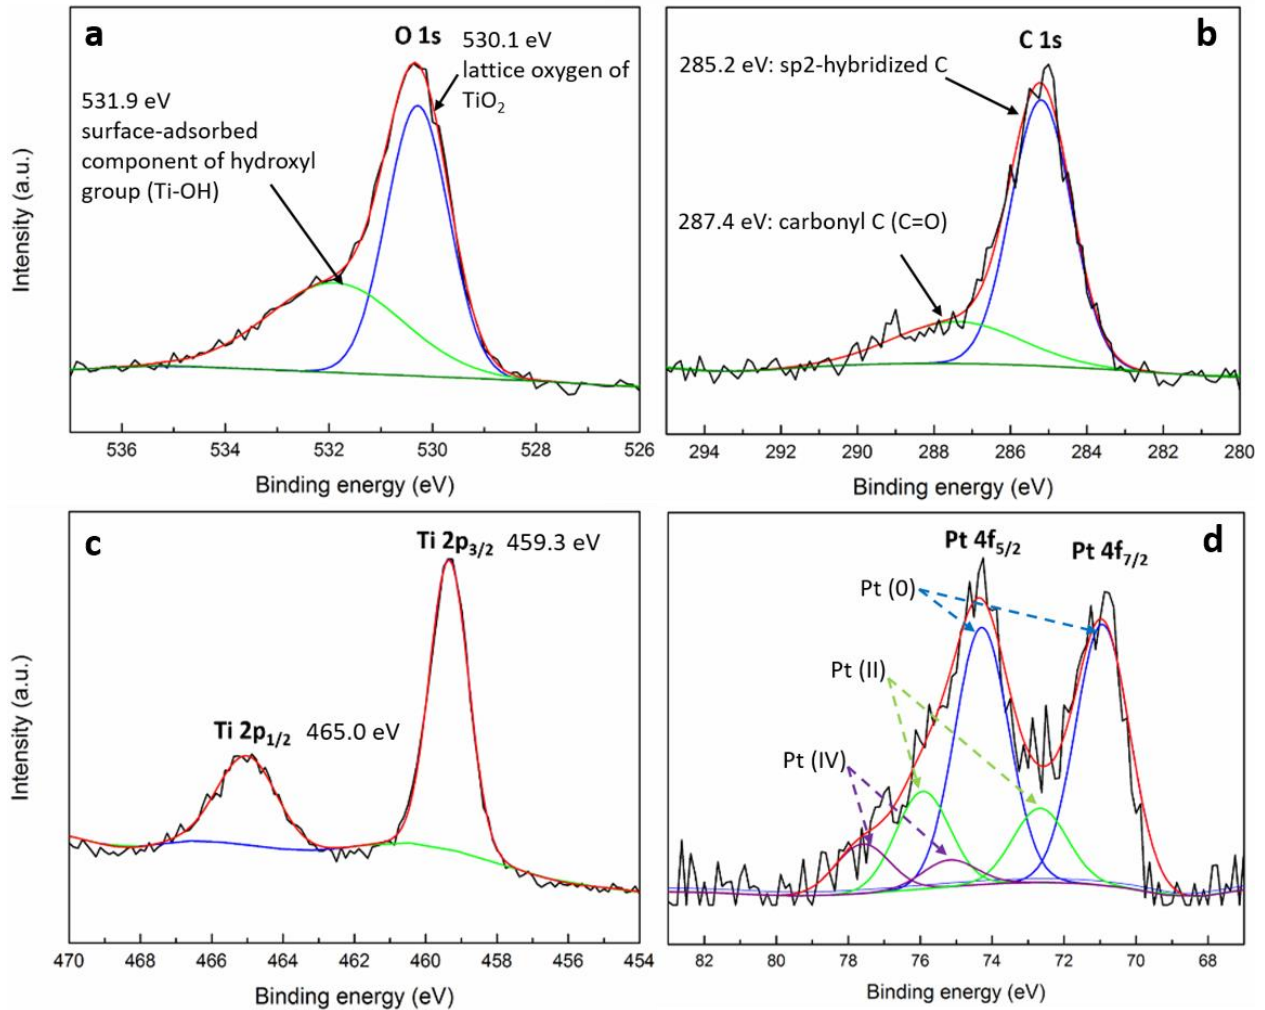 a
O 1s
530.1 eV
lattice oxygen of
TiO2
531.9 eV
surface-adsorbed
component of hydroxyl
group (Ti-OH)
Intensity (a.u.)
536 534 532 530 528 526
Binding energy (eV)
b
C 1s
285.2 eV: sp2-hybridized C
287.4 eV: carbonyl C (C=O)
294 292 290 288 286 284 282 280
Binding energy (eV)
c
Ti 2p3/2 459.3 eV
Ti 2p1/2 465.0 eV
Intensity (a.u.)
470 468 466 464 462 460 458 456 454
Binding energy (eV)
d
Pt 4f5/2
Pt 4f7/2
Pt (0)
Pt (II)
Pt (IV)
82 80 78 76 74 72 70 68
Binding energy (eV)